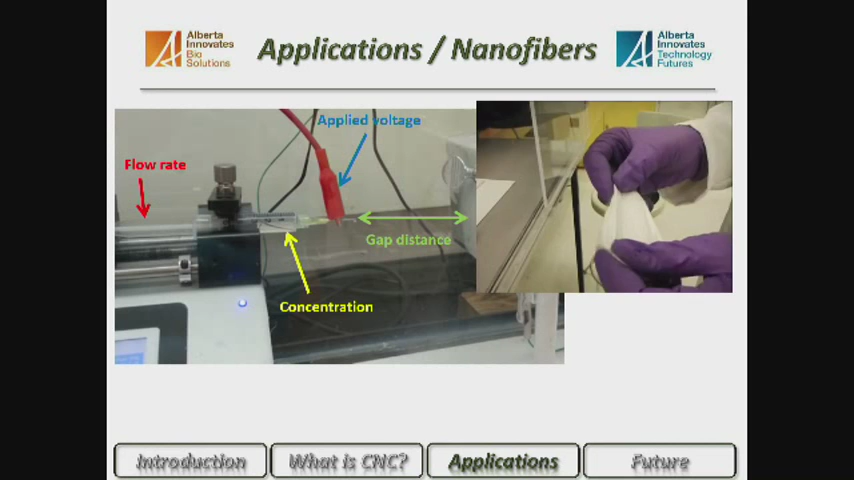 Alberta
Innovates
Bio
Solutions
Applications / Nanofibers
Alberta
Innovates
Technology
Futures
Applied voltage
Flow rate
Gap distance
Concentration
Introduction
What is CNC?
Applications
Future